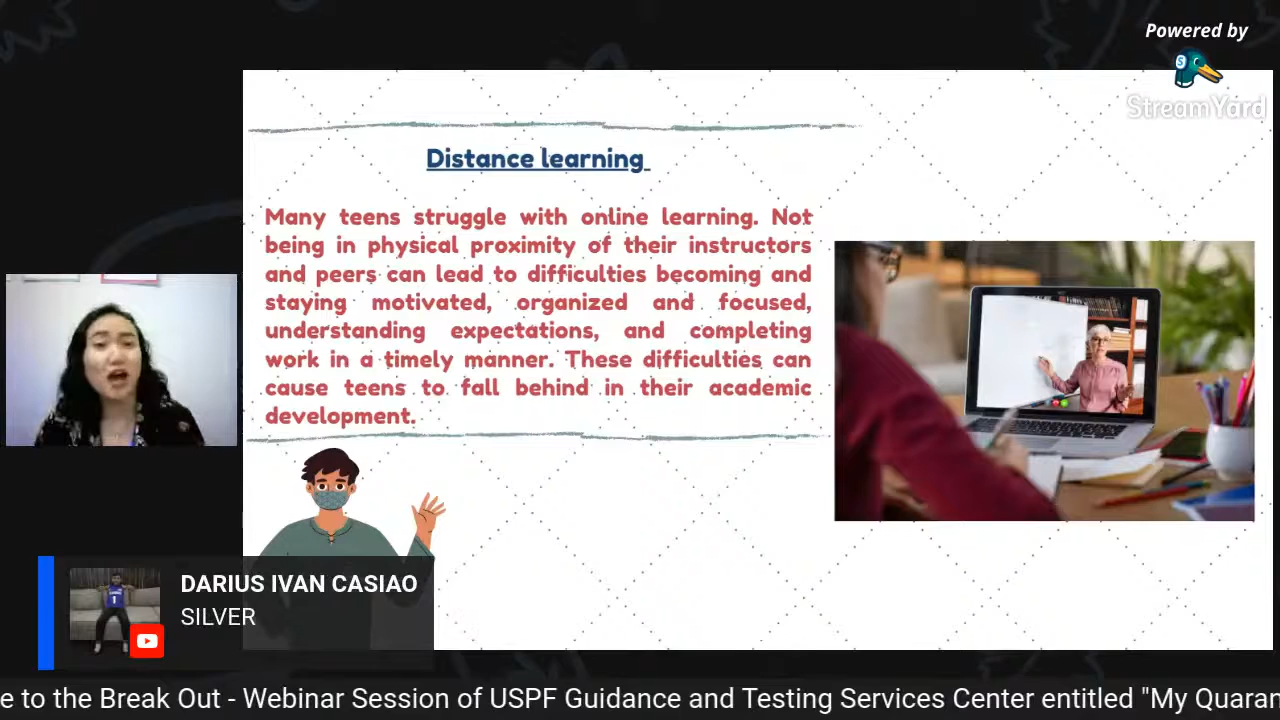 Powered by
StreamYard
Distance learning
Many teens struggle with online learning. Not
being in physical proximity of their instructors
and peers can lead to difficulties becoming and
staying motivated, organized and focused,
understanding expectations, and completing
work in a timely manner. These difficulties can
cause teens to fall behind in their academic
development.
DARIUS IVAN CASIAO
SILVER
e to the Break Out - Webinar Session of USPF Guidance and Testing Services Center entitled "My Quaran